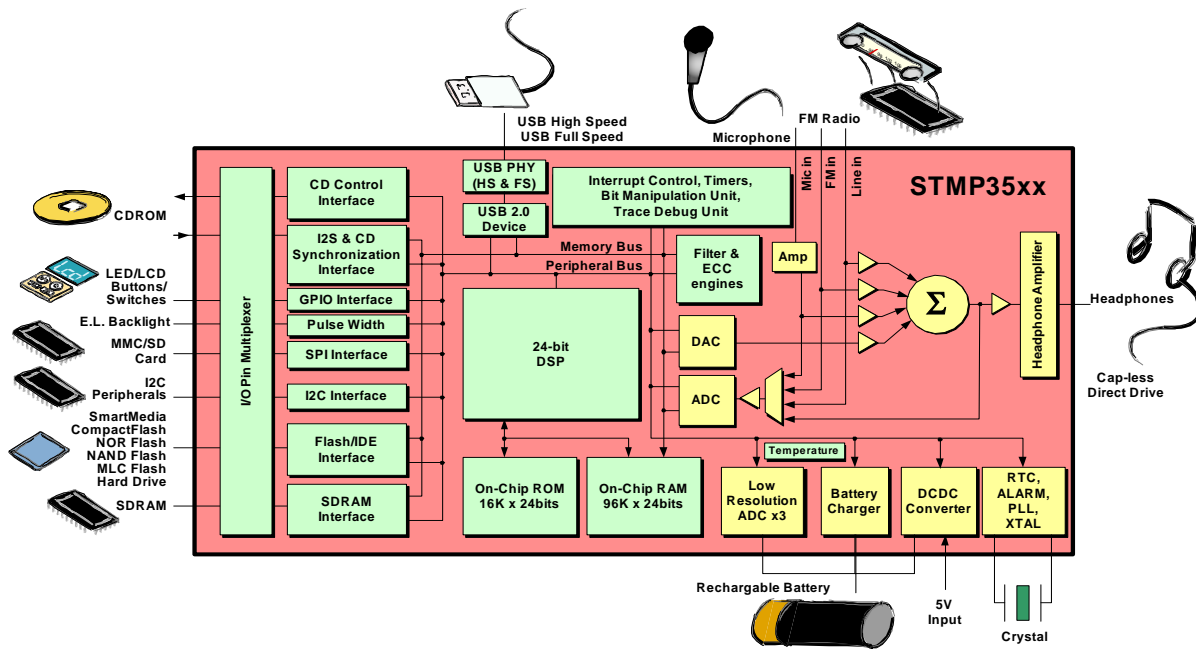 USB High Speed
USB Full Speed
Microphone
FM Radio
STMP35xx
Mic in
FM in
Line in
CDROM
LED/LCD
Buttons/
Switches
E.L. Backlight
MMC/SD
Card
I2C
Peripherals
SmartMedia
CompactFlash
NOR Flash
NAND Flash
MLC Flash
Hard Drive
SDRAM
Lcd
I/O Pin Multiplexer
CD Control
Interface
I2S & CD
Synchronization
Interface
GPIO Interface
Pulse Width
SPI Interface
I2C Interface
Flash/IDE
Interface
SDRAM
Interface
USB PHY
(HS & FS)
USB 2.0
Device
Interrupt Control, Timers,
Bit Manipulation Unit,
Trace Debug Unit
Memory Bus
Peripheral Bus
Filter &
ECC
engines
Amp
24-bit
DSP
DAC
ADC
Σ
Headphone Amplifier
Headphones
Cap-less
Direct Drive
On-Chip ROM
16K x 24bits
On-Chip RAM
96K x 24bits
Temperature
Low
Resolution
ADC x3
Battery
Charger
DCDC
Converter
RTC,
ALARM,
PLL,
XTAL
Rechargable Battery
5V
Input
Crystal